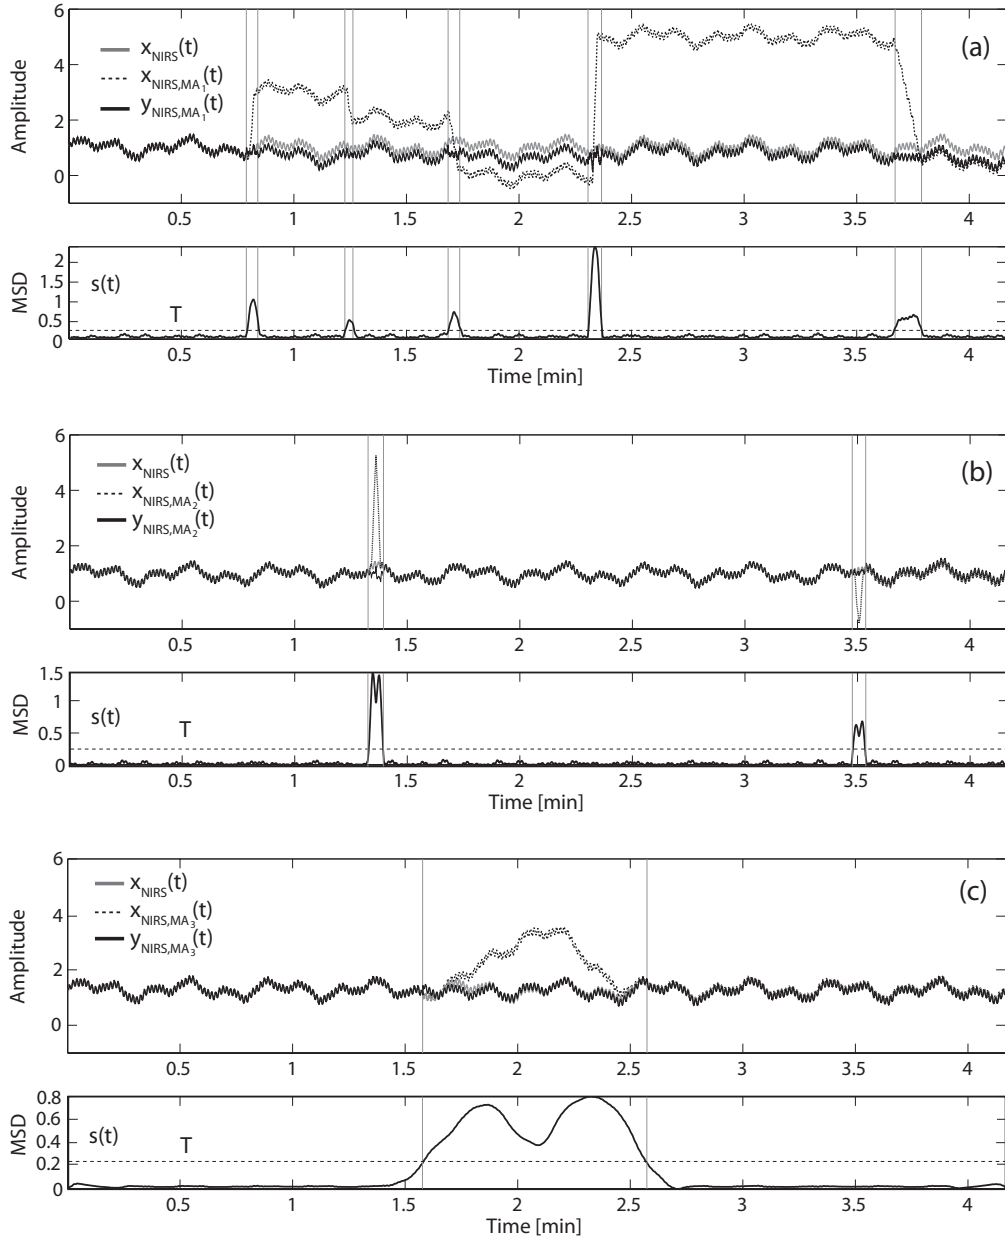 (a)
x_NIRS(t)
x_NIRS,MA₁(t)
y_NIRS,MA₁(t)
Amplitude
6
4
2
0
0.5 1 1.5 2 2.5 3 3.5 4
MSD
s(t)
T
2
1.5
1
0.5
0
0.5 1 1.5 2 2.5 3 3.5 4
Time [min]
(b)
x_NIRS(t)
x_NIRS,MA₂(t)
y_NIRS,MA₂(t)
Amplitude
6
4
2
0
0.5 1 1.5 2 2.5 3 3.5 4
MSD
s(t)
T
1.5
1
0.5
0
0.5 1 1.5 2 2.5 3 3.5 4
Time [min]
(c)
x_NIRS(t)
x_NIRS,MA₃(t)
y_NIRS,MA₃(t)
Amplitude
6
4
2
0
0.5 1 1.5 2 2.5 3 3.5 4
MSD
s(t)
T
0.8
0.6
0.4
0.2
0
0.5 1 1.5 2 2.5 3 3.5 4
Time [min]